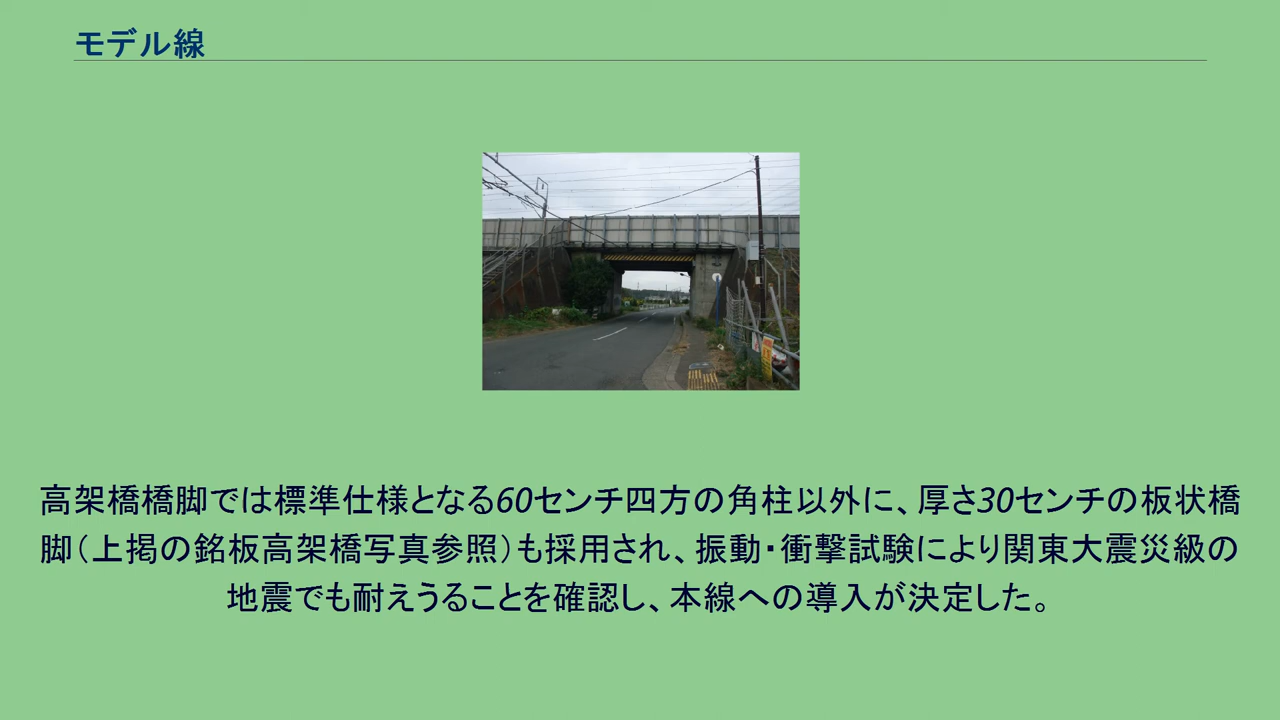 モデル線
高架橋橋脚では標準仕様となる60センチ四方の角柱以外に、厚さ30センチの板状橋
脚（上掲の銘板高架橋写真参照）も採用され、振動・衝撃試験により関東大震災級の
地震でも耐えうることを確認し、本線への導入が決定した。